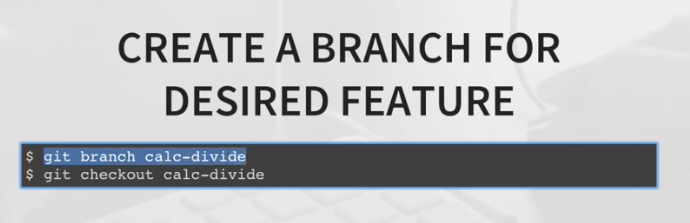 CREATE A BRANCH FOR
DESIRED FEATURE
$ git branch calc-divide
$ git checkout calc-divide